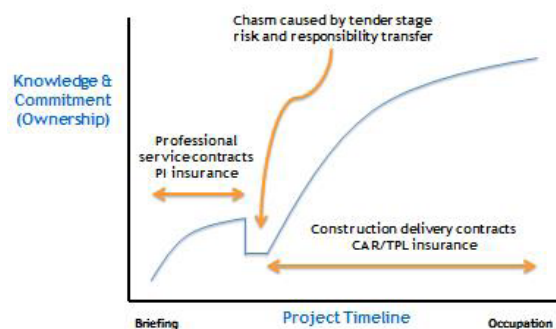 Chasm caused by tender stage
risk and responsibility transfer
Knowledge &
Commitment
(Ownership)
Professional
service contracts
PI insurance
Construction delivery contracts
CAR/TPL insurance
Briefing
Project Timeline
Occupation